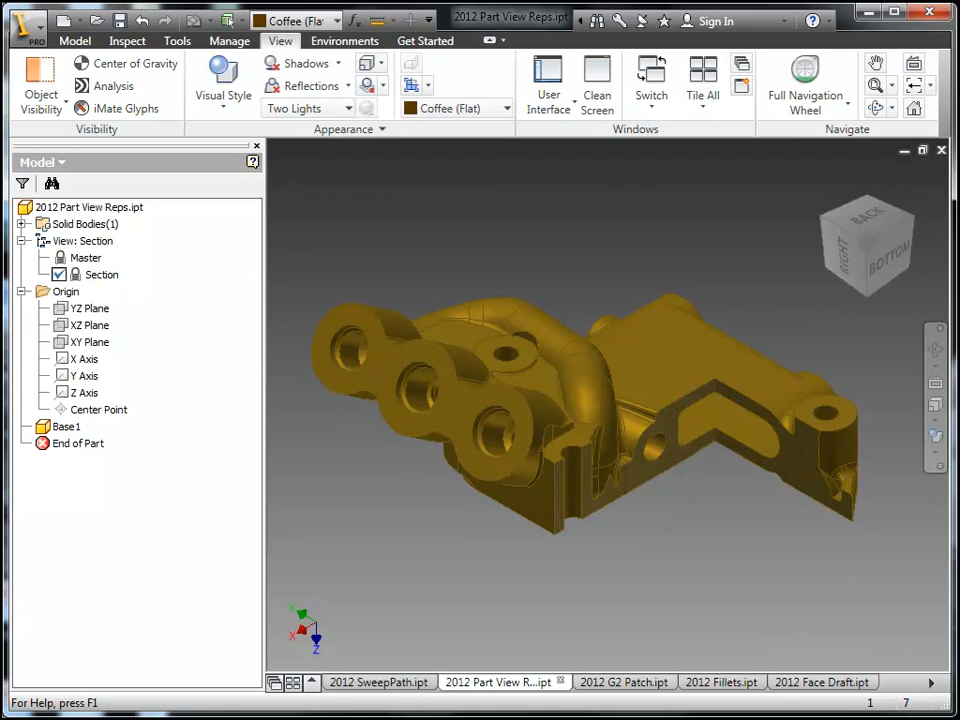 PRO
Coffee (Flat
2012 Part View Reps.ipt
Sign In
Model Inspect Tools Manage View Environments Get Started
Object Visibility
Center of Gravity
Analysis
iMate Glyphs
Visibility
Visual Style
Shadows
Reflections
Two Lights
Coffee (Flat)
Appearance
User Interface
Clean Screen
Switch
Tile All
Windows
Full Navigation Wheel
Navigate
Model
2012 Part View Reps.ipt
Solid Bodies(1)
View: Section
Master
Section
Origin
YZ Plane
XZ Plane
XY Plane
X Axis
Y Axis
Z Axis
Center Point
Base1
End of Part
BACK
RIGHT
BOTTOM
Y
X
Z
2012 SweepPath.ipt 2012 Part View R...ipt 2012 G2 Patch.ipt 2012 Fillets.ipt 2012 Face Draft.ipt
For Help, press F1 1 7